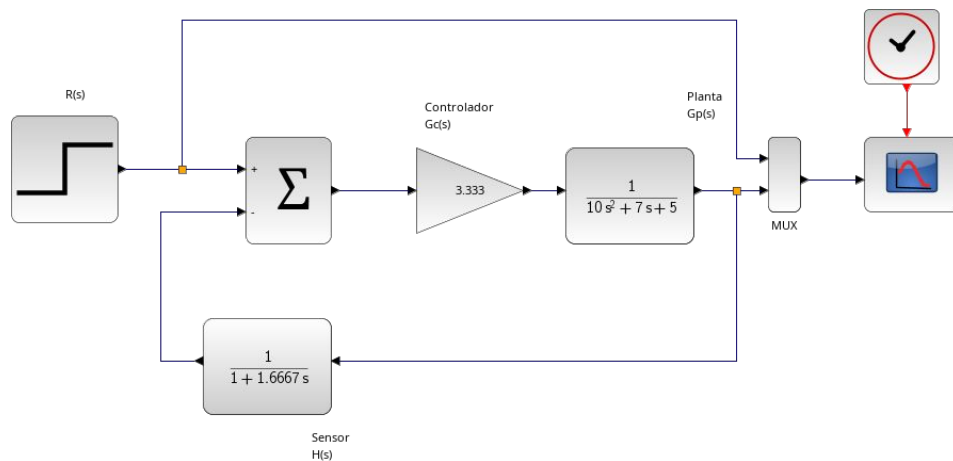 R(s)
Controlador
Gc(s)
Planta
Gp(s)
+
-
Σ
3.333
1
10 s² + 7 s + 5
MUX
1
1 + 1.6667 s
Sensor
H(s)